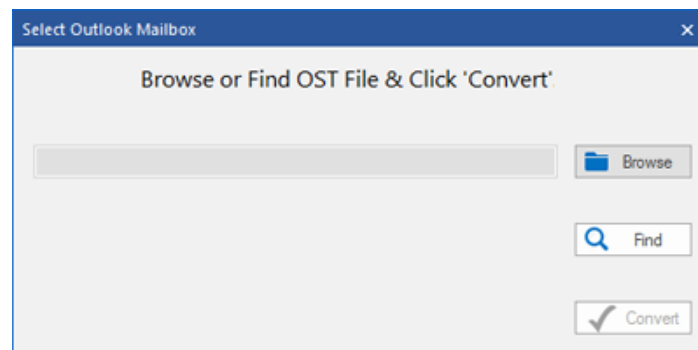 Select Outlook Mailbox
Browse or Find OST File & Click 'Convert'.
Browse
Find
Convert